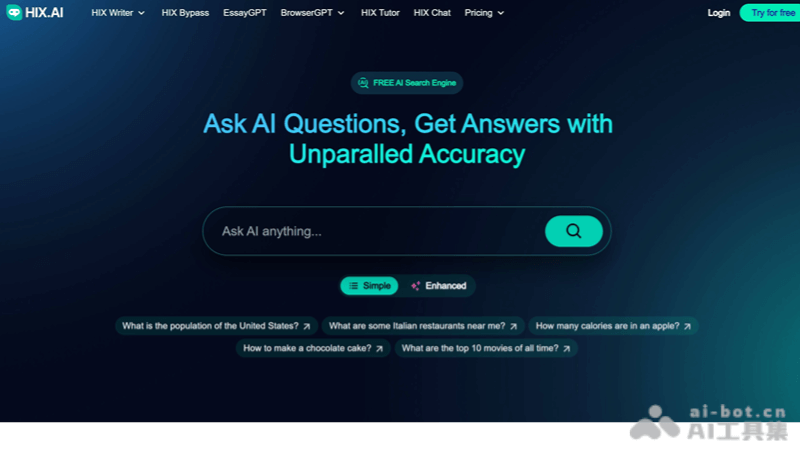 HIX.AI HIX Writer HIX Bypass EssayGPT BrowserGPT HIX Tutor HIX Chat Pricing Login Try for free
FREE AI Search Engine
Ask AI Questions, Get Answers with
Unparalled Accuracy
Ask AI anything...
Simple Enhanced
What is the population of the United States? What are some Italian restaurants near me? How many calories are in an apple?
How to make a chocolate cake? What are the top 10 movies of all time?
ai-bot.cn
AI工具集